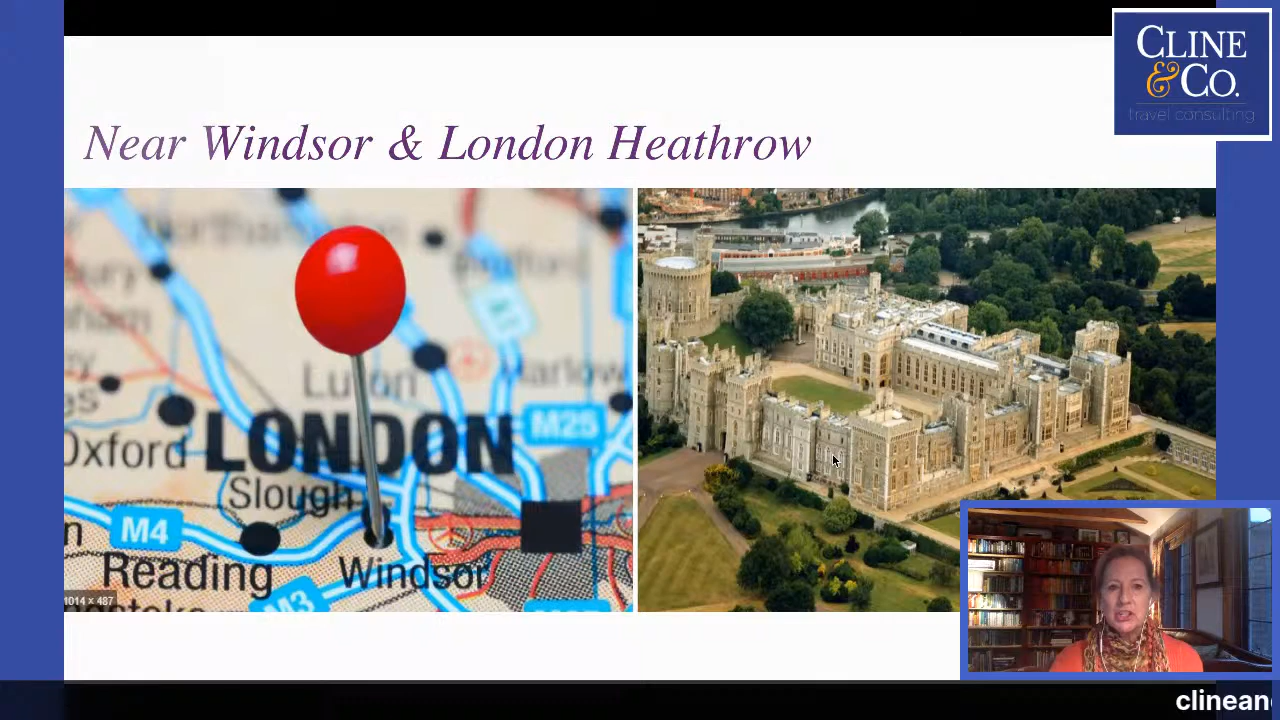 CLINE
& CO.
travel consulting
Near Windsor & London Heathrow
Luton
Harlow
Oxford
LONDON
M25
Slough
M4
Reading
Windsor
M3
1014 × 487
clinean